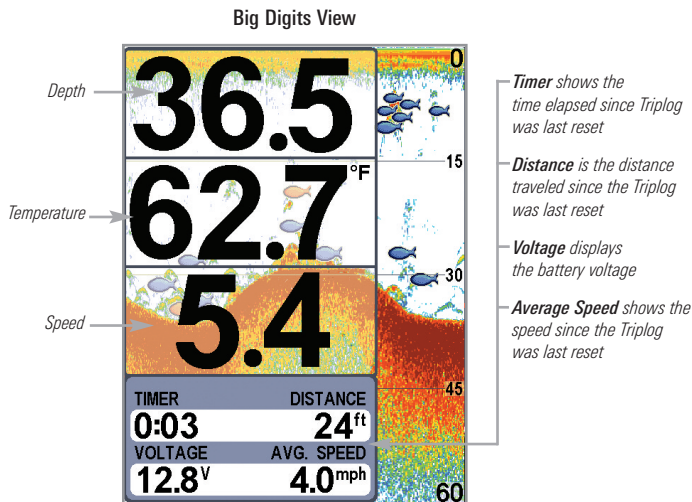 Big Digits View
Depth
36.5
Temperature
62.7°F
Speed
5.4
TIMER DISTANCE
0:03 24ft
VOLTAGE AVG. SPEED
12.8V 4.0mph
0
15
30
45
60
Timer shows the
time elapsed since Triplog
was last reset
Distance is the distance
traveled since the Triplog
was last reset
Voltage displays
the battery voltage
Average Speed shows the
speed since the Triplog
was last reset